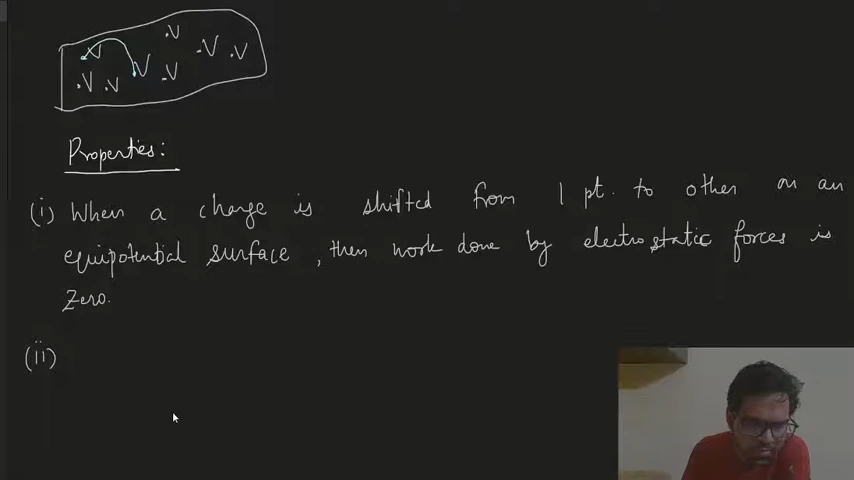 .V
V
V
.V
.V
.V
.V
.V
.V
Properties:
(i) When a charge is shifted from 1 pt. to other on an
equipotential surface, then work done by electrostatic forces is
Zero.
(ii)